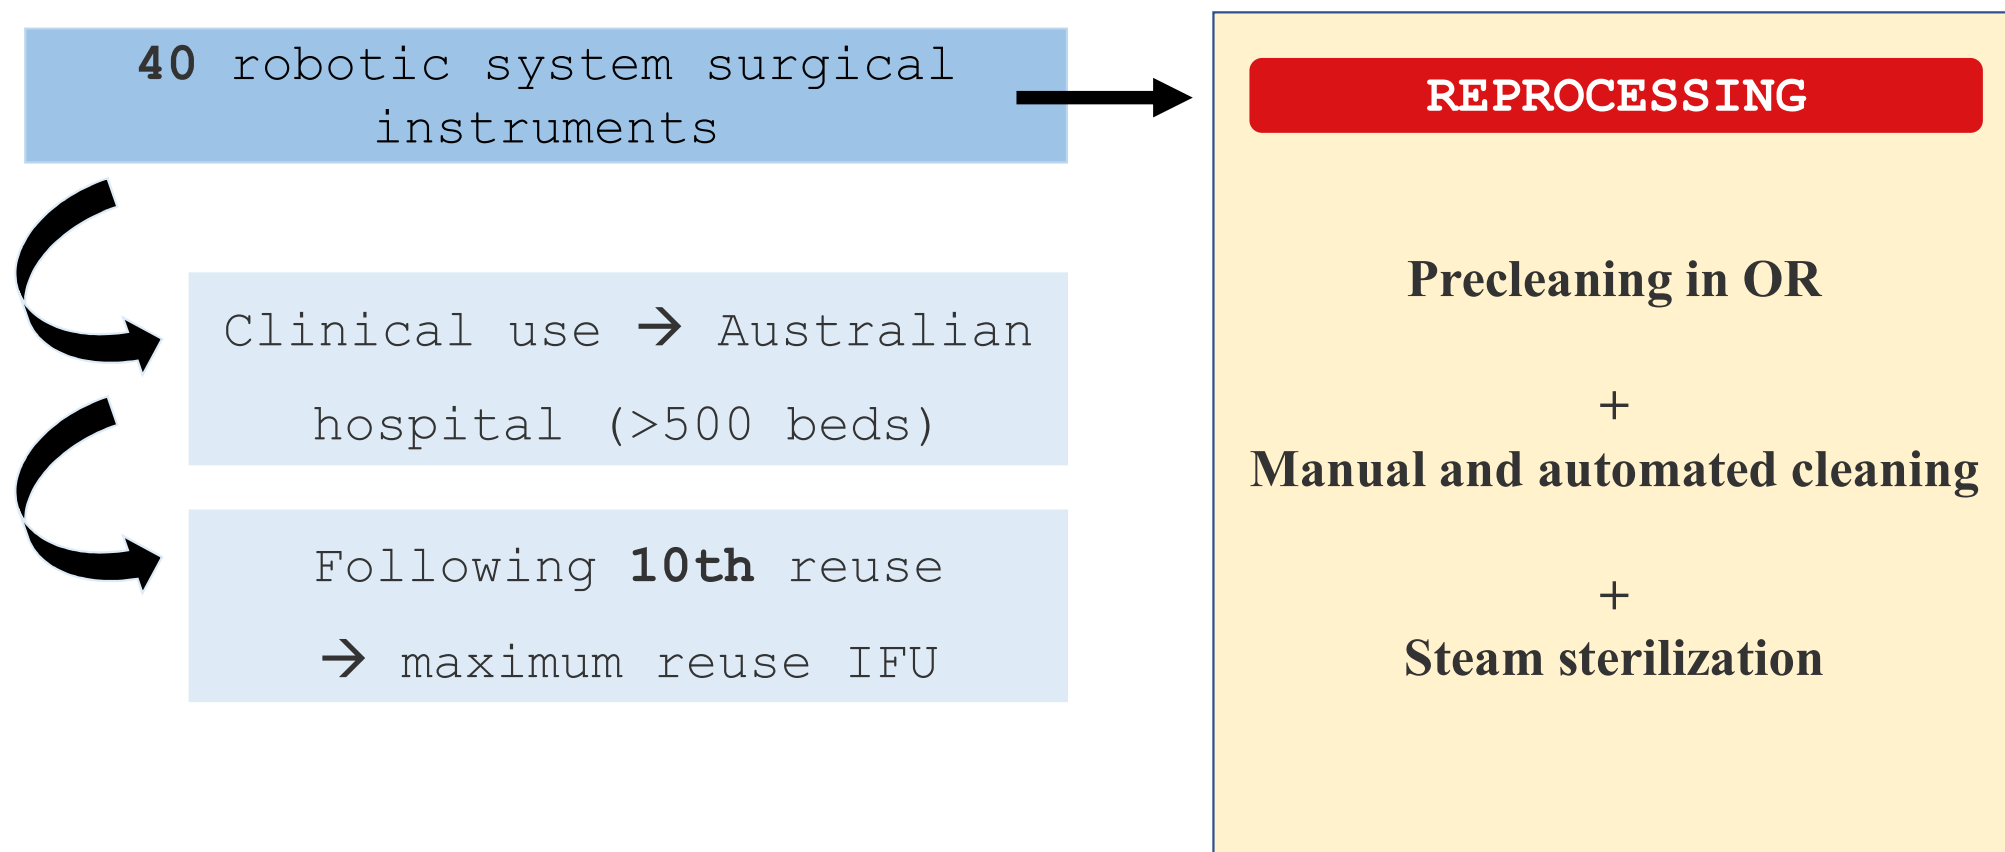 40 robotic system surgical
instruments
Clinical use → Australian
hospital (>500 beds)
Following 10th reuse
→ maximum reuse IFU
REPROCESSING
Precleaning in OR
+
Manual and automated cleaning
+
Steam sterilization